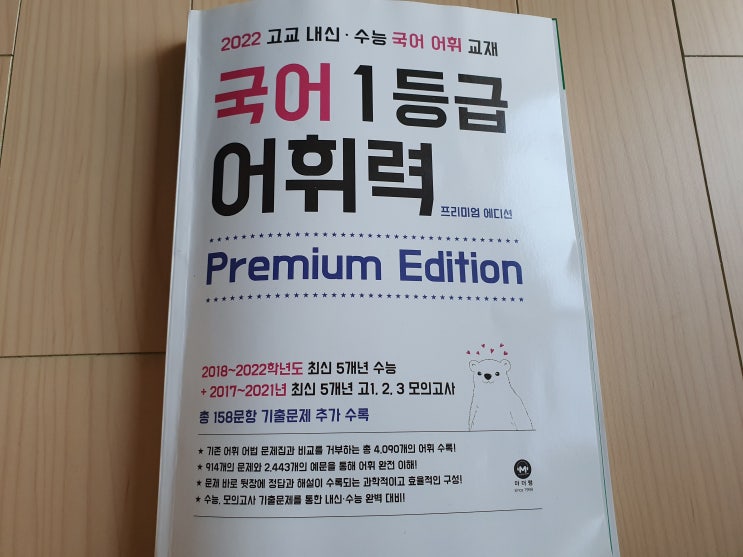 2022 고교 내신·수능 국어 어휘 교재
국어 1등급
어휘력
프리미엄 에디션
Premium Edition
2018~2022학년도 최신 5개년 수능
+ 2017~2021년 최신 5개년 고1, 2, 3 모의고사
총 158문항 기출문제 추가 수록
★ 기존 어휘 어법 문제집과 비교를 거부하는 총 4,090개의 어휘 수록!
★ 914개의 문제와 2,443개의 예문을 통해 어휘 완전 이해!
★ 문제 바로 뒷장에 정답과 해설이 수록되는 과학적이고 효율적인 구성!
★ 수능, 모의고사 기출문제를 통한 내신·수능 완벽 대비!
마더텅
since 1999